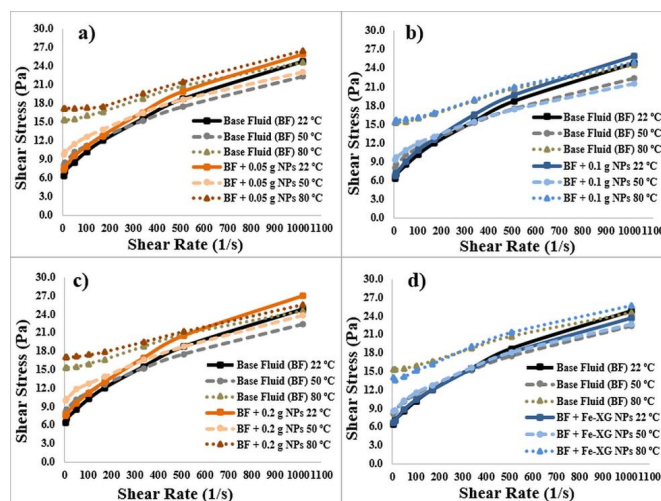 a)
30.0
27.0
24.0
21.0
18.0
15.0
12.0
9.0
6.0
3.0
0.0
Shear Stress (Pa)
Base Fluid (BF) 22 °C
Base Fluid (BF) 50 °C
Base Fluid (BF) 80 °C
BF + 0.05 g NPs 22 °C
BF + 0.05 g NPs 50 °C
BF + 0.05 g NPs 80 °C
0 100 200 300 400 500 600 700 800 900 1000 1100
Shear Rate (1/s)
b)
30.0
27.0
24.0
21.0
18.0
15.0
12.0
9.0
6.0
3.0
0.0
Shear Stress (Pa)
Base Fluid (BF) 22 °C
Base Fluid (BF) 50 °C
Base Fluid (BF) 80 °C
BF + 0.1 g NPs 22 °C
BF + 0.1 g NPs 50 °C
BF + 0.1 g NPs 80 °C
0 100 200 300 400 500 600 700 800 900 1000 1100
Shear Rate (1/s)
c)
30.0
27.0
24.0
21.0
18.0
15.0
12.0
9.0
6.0
3.0
0.0
Shear Stress (Pa)
Base Fluid (BF) 22 °C
Base Fluid (BF) 50 °C
Base Fluid (BF) 80 °C
BF + 0.2 g NPs 22 °C
BF + 0.2 g NPs 50 °C
BF + 0.2 g NPs 80 °C
0 100 200 300 400 500 600 700 800 900 1000 1100
Shear Rate (1/s)
d)
30.0
27.0
24.0
21.0
18.0
15.0
12.0
9.0
6.0
3.0
0.0
Shear Stress (Pa)
Base Fluid (BF) 22 °C
Base Fluid (BF) 50 °C
Base Fluid (BF) 80 °C
BF + Fe-XG NPs 22 °C
BF + Fe-XG NPs 50 °C
BF + Fe-XG NPs 80 °C
0 100 200 300 400 500 600 700 800 900 1000 1100
Shear Rate (1/s)